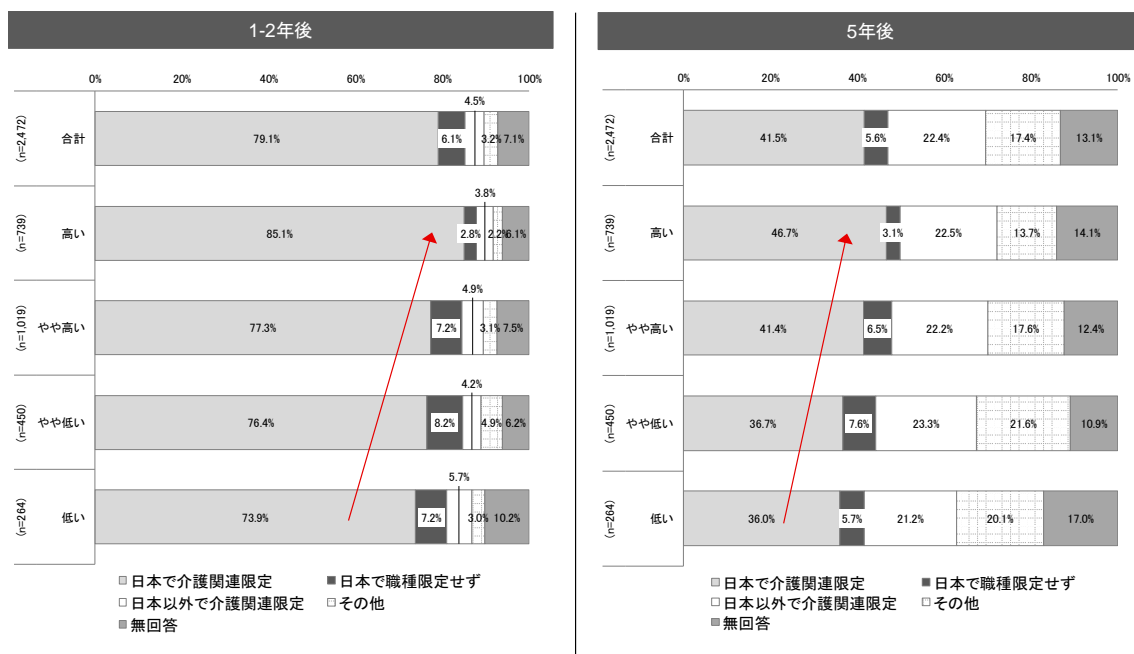 1-2年後
0% 20% 40% 60% 80% 100%
4.5%
(n=2,472) 合計 79.1% 6.1% 3.2% 7.1%
3.8%
(n=739) 高い 85.1% 2.8% 2.2% 6.1%
4.9%
(n=1,019) やや高い 77.3% 7.2% 3.1% 7.5%
4.2%
(n=450) やや低い 76.4% 8.2% 4.9% 6.2%
5.7%
(n=264) 低い 73.9% 7.2% 3.0% 10.2%
日本で介護関連限定 日本で職種限定せず
日本以外で介護関連限定 その他
無回答
5年後
0% 20% 40% 60% 80% 100%
(n=2,472) 合計 41.5% 5.6% 22.4% 17.4% 13.1%
(n=739) 高い 46.7% 3.1% 22.5% 13.7% 14.1%
(n=1,019) やや高い 41.4% 6.5% 22.2% 17.6% 12.4%
(n=450) やや低い 36.7% 7.6% 23.3% 21.6% 10.9%
(n=264) 低い 36.0% 5.7% 21.2% 20.1% 17.0%
日本で介護関連限定 日本で職種限定せず
日本以外で介護関連限定 その他
無回答